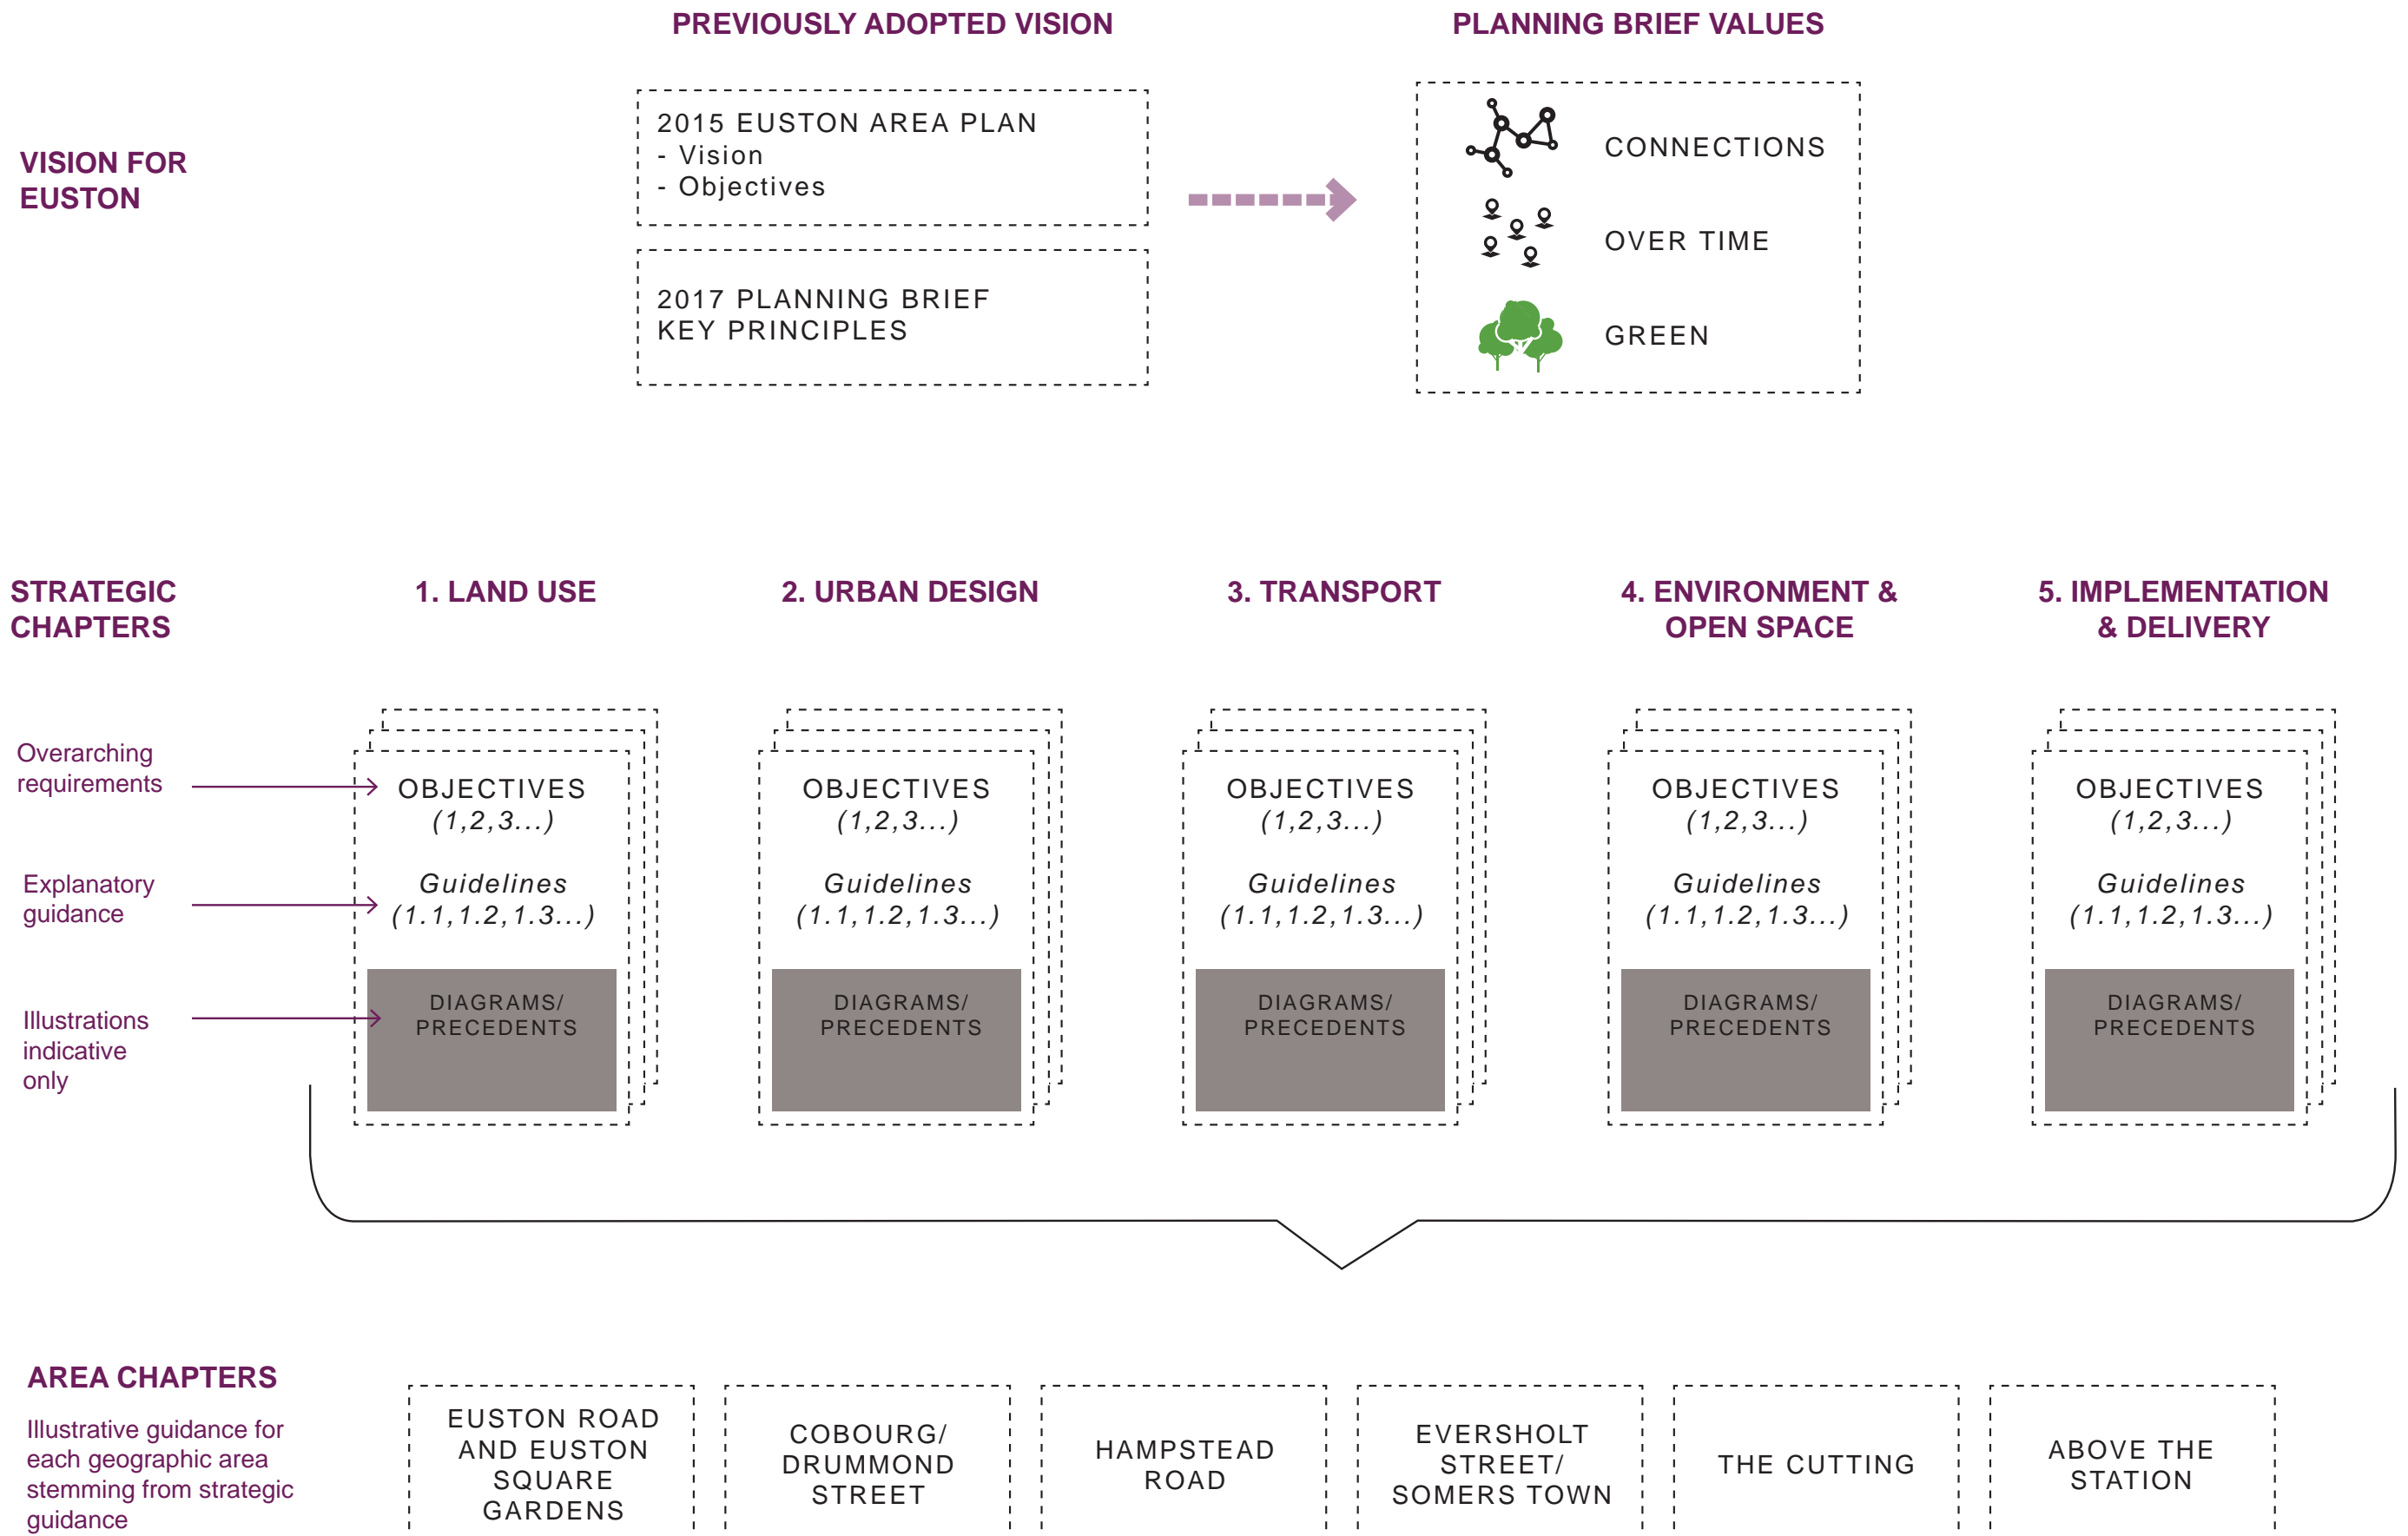 PREVIOUSLY ADOPTED VISION
PLANNING BRIEF VALUES
VISION FOR
EUSTON
2015 EUSTON AREA PLAN
- Vision
- Objectives
2017 PLANNING BRIEF
KEY PRINCIPLES
CONNECTIONS
OVER TIME
GREEN
STRATEGIC
CHAPTERS
1. LAND USE
2. URBAN DESIGN
3. TRANSPORT
4. ENVIRONMENT &
OPEN SPACE
5. IMPLEMENTATION
& DELIVERY
Overarching
requirements
Explanatory
guidance
Illustrations
indicative
only
OBJECTIVES
(1,2,3...)
Guidelines
(1.1,1.2,1.3...)
DIAGRAMS/
PRECEDENTS
OBJECTIVES
(1,2,3...)
Guidelines
(1.1,1.2,1.3...)
DIAGRAMS/
PRECEDENTS
OBJECTIVES
(1,2,3...)
Guidelines
(1.1,1.2,1.3...)
DIAGRAMS/
PRECEDENTS
OBJECTIVES
(1,2,3...)
Guidelines
(1.1,1.2,1.3...)
DIAGRAMS/
PRECEDENTS
OBJECTIVES
(1,2,3...)
Guidelines
(1.1,1.2,1.3...)
DIAGRAMS/
PRECEDENTS
AREA CHAPTERS
Illustrative guidance for
each geographic area
stemming from strategic
guidance
EUSTON ROAD
AND EUSTON
SQUARE
GARDENS
COBOURG/
DRUMMOND
STREET
HAMPSTEAD
ROAD
EVERSHOLT
STREET/
SOMERS TOWN
THE CUTTING
ABOVE THE
STATION